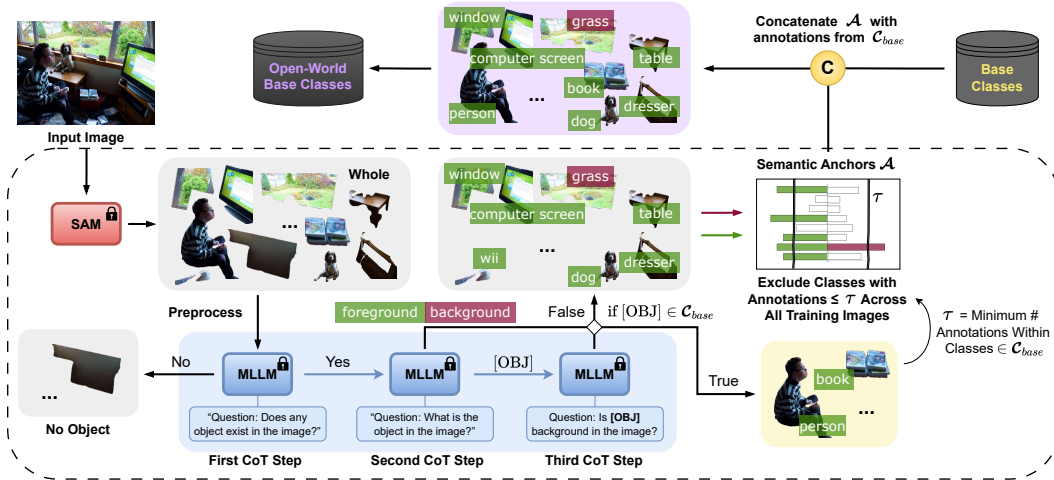 window
grass
computer screen
table
book
person
dog
dresser
...
Open-World
Base Classes
Concatenate 𝒜 with
annotations from 𝒞base
C
Base
Classes
Input Image
SAM
Whole
...
window
grass
computer screen
table
wii
...
dog
dresser
Semantic Anchors 𝒜
τ
Exclude Classes with
Annotations ≤ τ Across
All Training Images
τ = Minimum #
Annotations Within
Classes ∈ 𝒞base
Preprocess
foreground
background
False
if [OBJ] ∈ 𝒞base
True
book
person
...
No
...
No Object
MLLM
Yes
MLLM
[OBJ]
MLLM
"Question: Does any
object exist in the image?"
"Question: What is the
object in the image?"
Question: Is [OBJ]
background in the image?
First CoT Step
Second CoT Step
Third CoT Step